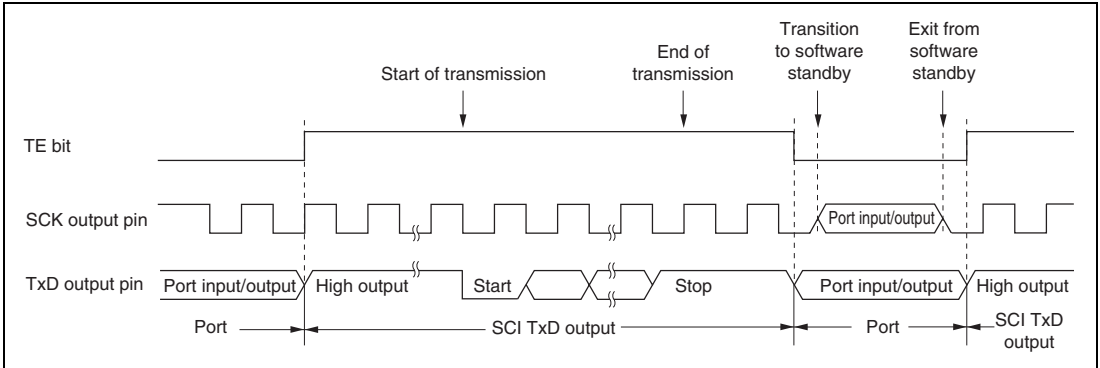 Start of transmission
End of
transmission
Transition
to software
standby
Exit from
software
standby
TE bit
SCK output pin
Port input/output
TxD output pin
Port input/output
High output
Start
Stop
Port input/output
High output
Port
SCI TxD output
Port
SCI TxD
output